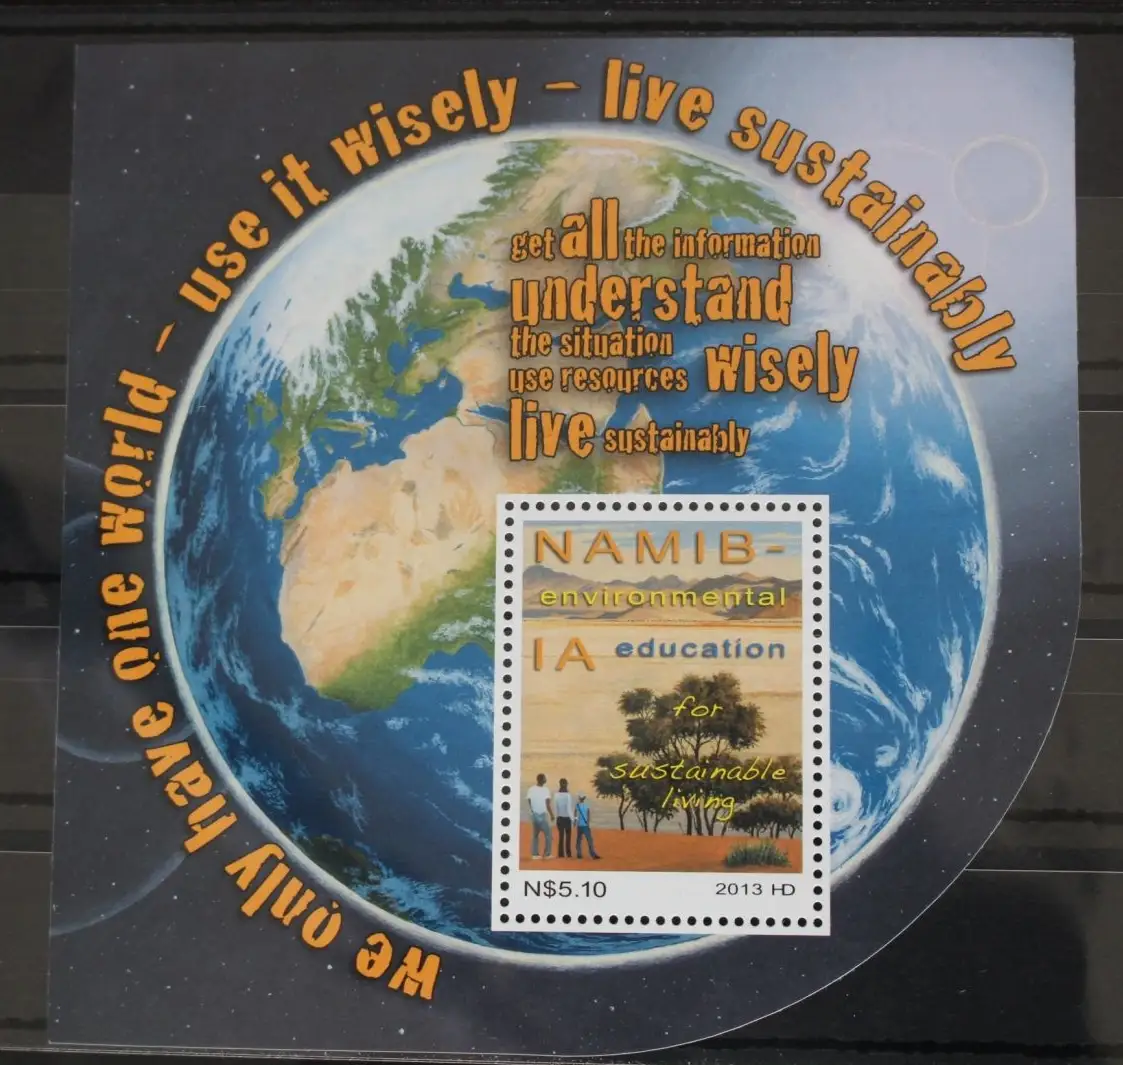 we only have one world – use it wisely – live sustainably
get all the information
understand
the situation
use resources wisely
live sustainably
NAMIB-
environmental
IA education
for
sustainable
living
N$5.10 2013 HD